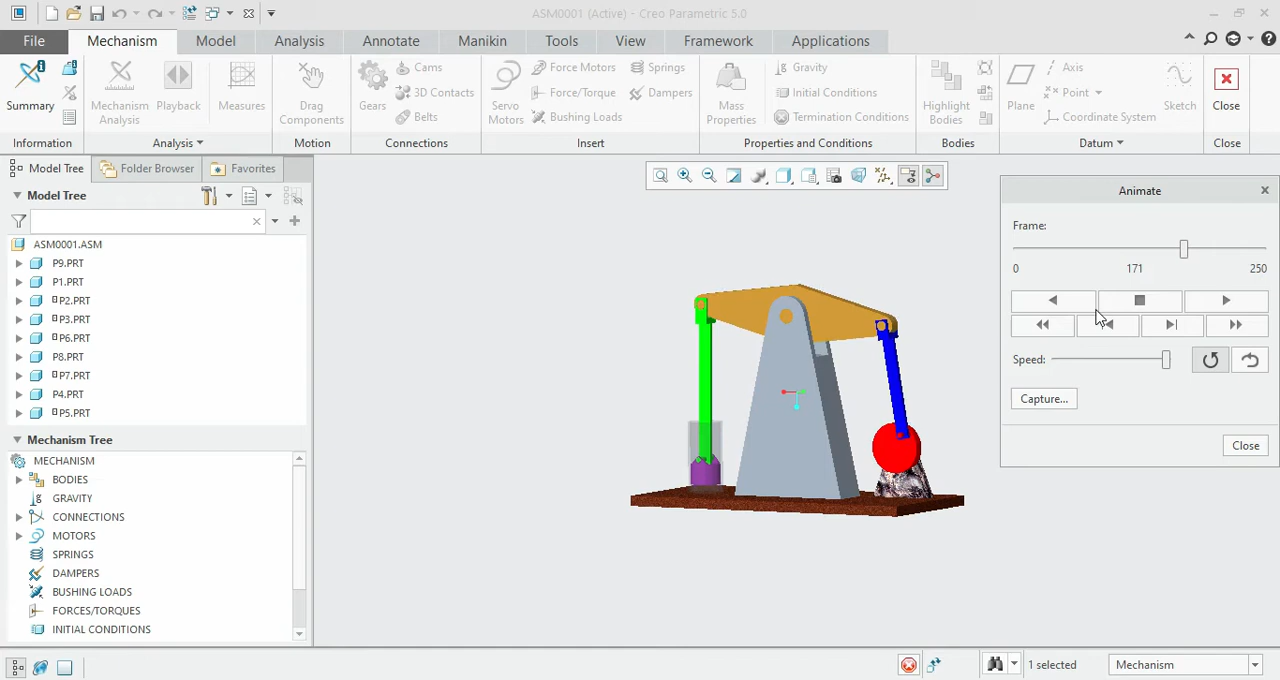 ASM0001 (Active) - Creo Parametric 5.0
File Mechanism Model Analysis Annotate Manikin Tools View Framework Applications
Summary
Mechanism Analysis
Playback
Measures
Drag Components
Gears
Cams
3D Contacts
Belts
Servo Motors
Force Motors
Force/Torque
Bushing Loads
Springs
Dampers
Mass Properties
Gravity
Initial Conditions
Termination Conditions
Highlight Bodies
Plane
Axis
Point
Coordinate System
Sketch
Close
Information Analysis Motion Connections Insert Properties and Conditions Bodies Datum Close
Model Tree Folder Browser Favorites
Model Tree
ASM0001.ASM
P9.PRT
P1.PRT
P2.PRT
P3.PRT
P6.PRT
P8.PRT
P7.PRT
P4.PRT
P5.PRT
Mechanism Tree
MECHANISM
BODIES
GRAVITY
CONNECTIONS
MOTORS
SPRINGS
DAMPERS
BUSHING LOADS
FORCES/TORQUES
INITIAL CONDITIONS
Animate
Frame:
0 171 250
Speed:
Capture...
Close
1 selected Mechanism